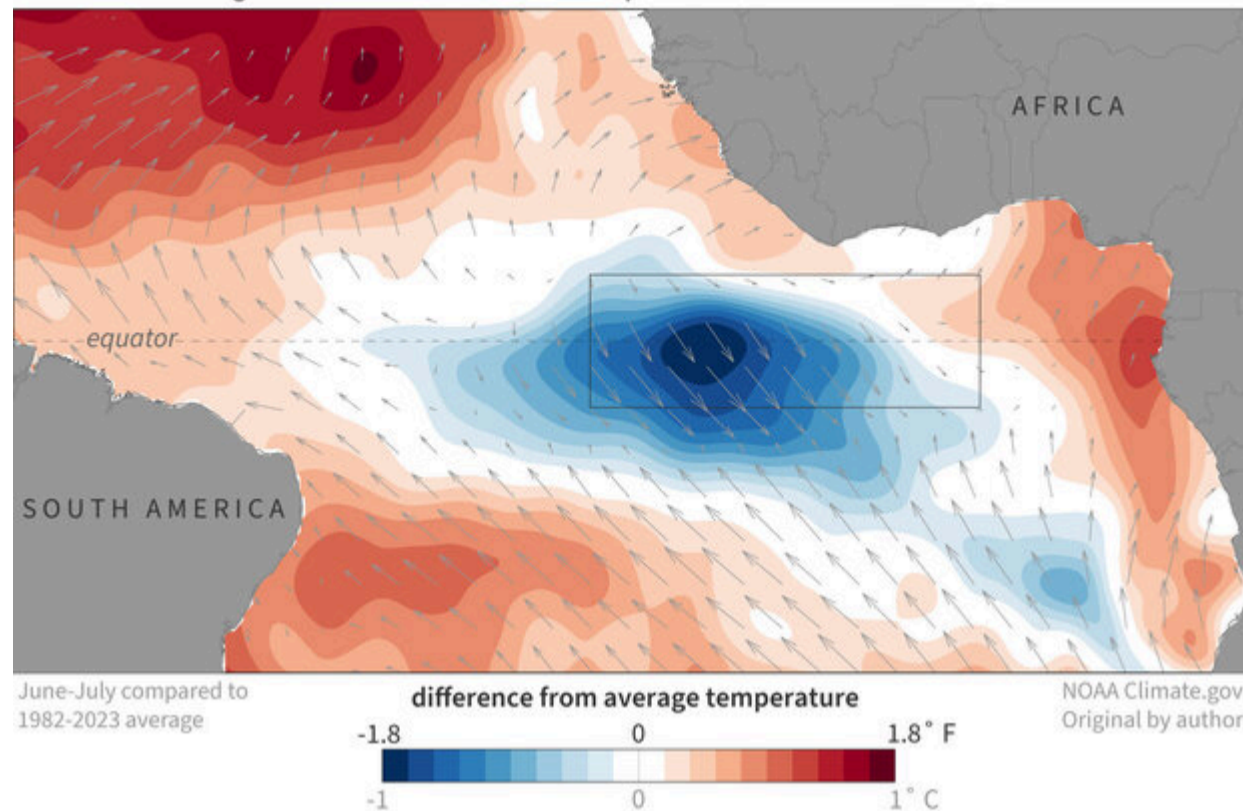 AFRICA
equator
SOUTH AMERICA
June-July compared to
1982-2023 average
difference from average temperature
NOAA Climate.gov
Original by author
-1.8 0 1.8° F
-1 0 1° C